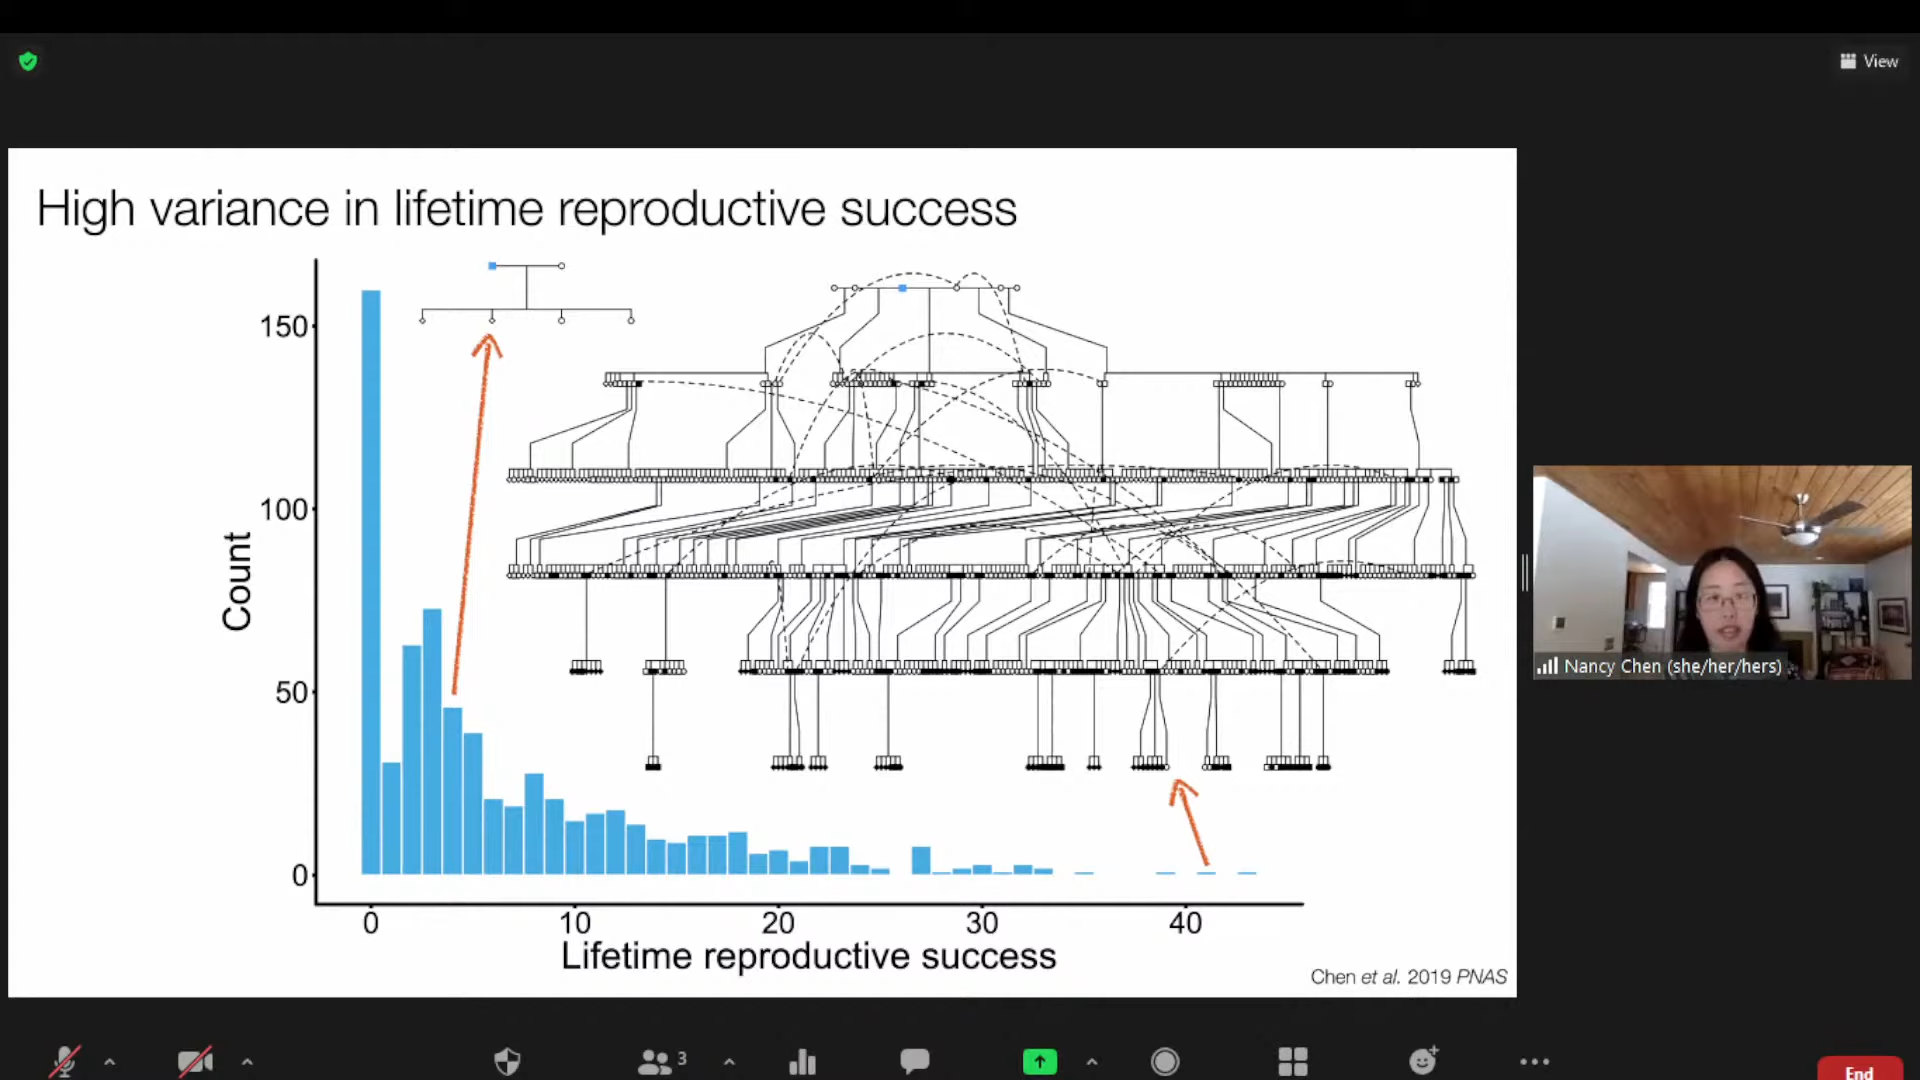 View
High variance in lifetime reproductive success
150
100
50
0
Count
0 10 20 30 40
Lifetime reproductive success
Chen et al. 2019 PNAS
Nancy Chen (she/her/hers)
3
End